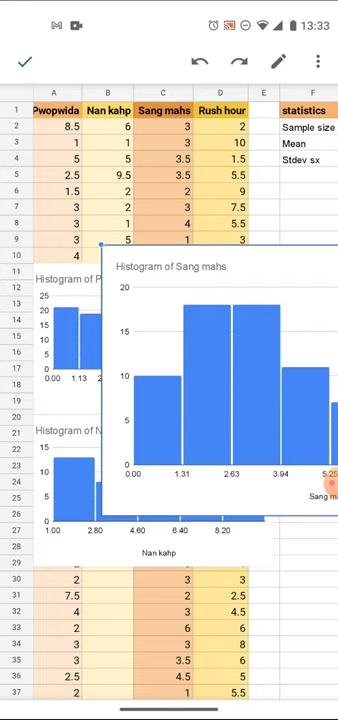 13:33
A B C D E F
1 Pwopwida Nan kahp Sang mahs Rush hour statistics
2 8.5 6 3 2 Sample size
3 1 1 3 10 Mean
4 5 5 3.5 1.5 Stdev sx
5 2.5 9.5 3.5 5.5
6 1.5 2 2 9
7 3 2 3 7.5
8 3 1 4 5.5
9 3 5 1 3
10 4
11
12
13
14
15
16
17
18
19
20
21
22
23
24
25
26
27
28
29
30 2 3 3
31 7.5 2 2.5
32 4 3 4.5
33 2 6 6
34 3 3 8
35 3 3.5 6
36 2.5 4.5 5
37 2 1 5.5
Histogram of P
25
20
15
10
5
0
0.00 1.13 2
Histogram of Sang mahs
20
15
10
5
0
0.00 1.31 2.63 3.94 5.25
Sang m
Histogram of N
15
10
5
0
1.00 2.80 4.60 6.40 8.20
Nan kahp